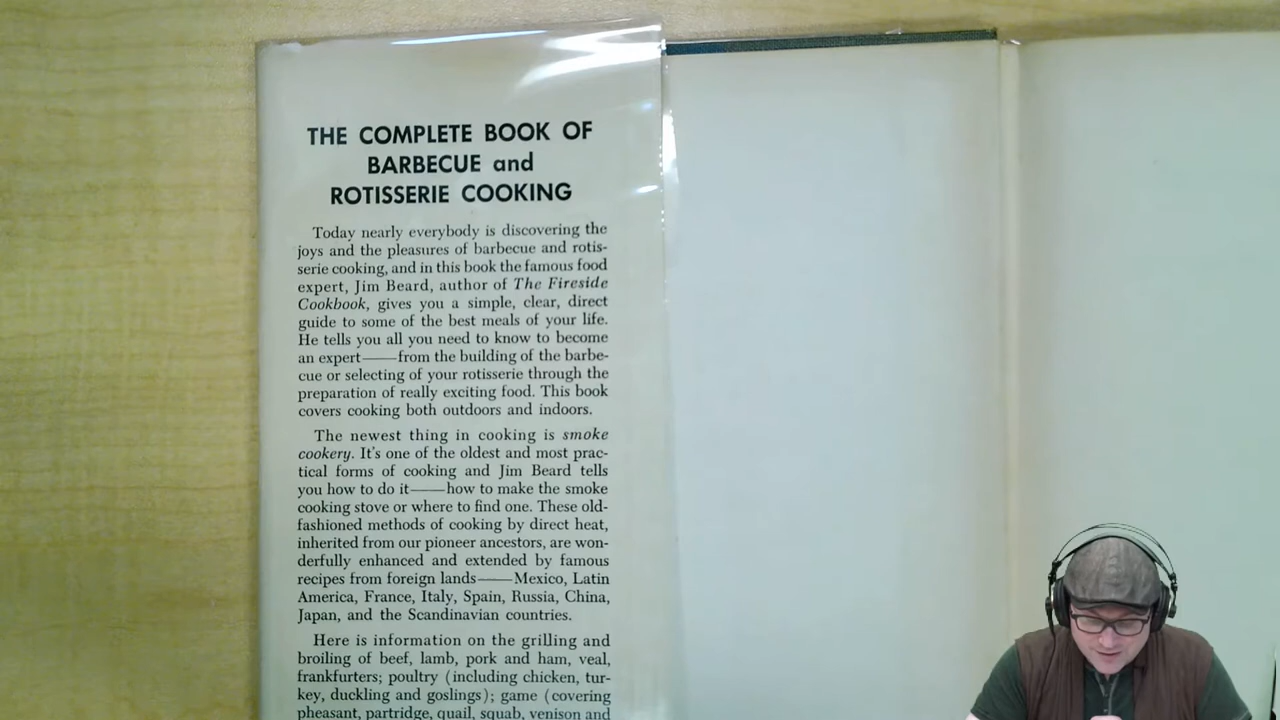 THE COMPLETE BOOK OF
BARBECUE and
ROTISSERIE COOKING
Today nearly everybody is discovering the
joys and the pleasures of barbecue and rotis-
serie cooking, and in this book the famous food
expert, Jim Beard, author of The Fireside
Cookbook, gives you a simple, clear, direct
guide to some of the best meals of your life.
He tells you all you need to know to become
an expert——from the building of the barbe-
cue or selecting of your rotisserie through the
preparation of really exciting food. This book
covers cooking both outdoors and indoors.
The newest thing in cooking is smoke
cookery. It's one of the oldest and most prac-
tical forms of cooking and Jim Beard tells
you how to do it——how to make the smoke
cooking stove or where to find one. These old-
fashioned methods of cooking by direct heat,
inherited from our pioneer ancestors, are won-
derfully enhanced and extended by famous
recipes from foreign lands——Mexico, Latin
America, France, Italy, Spain, Russia, China,
Japan, and the Scandinavian countries.
Here is information on the grilling and
broiling of beef, lamb, pork and ham, veal,
frankfurters; poultry (including chicken, tur-
key, duckling and goslings); game (covering
pheasant, partridge, quail, squab, venison and